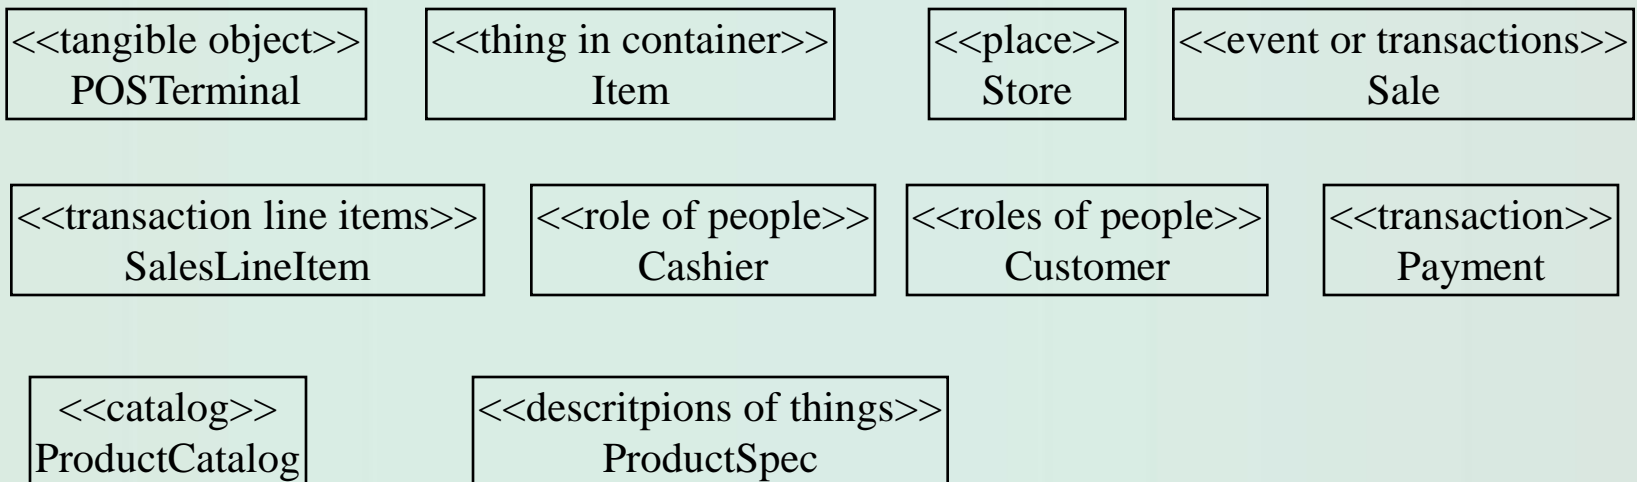 <<tangible object>>
POSTerminal
<<thing in container>>
Item
<<place>>
Store
<<event or transactions>>
Sale
<<transaction line items>>
SalesLineItem
<<role of people>>
Cashier
<<roles of people>>
Customer
<<transaction>>
Payment
<<catalog>>
ProductCatalog
<<descritpions of things>>
ProductSpec